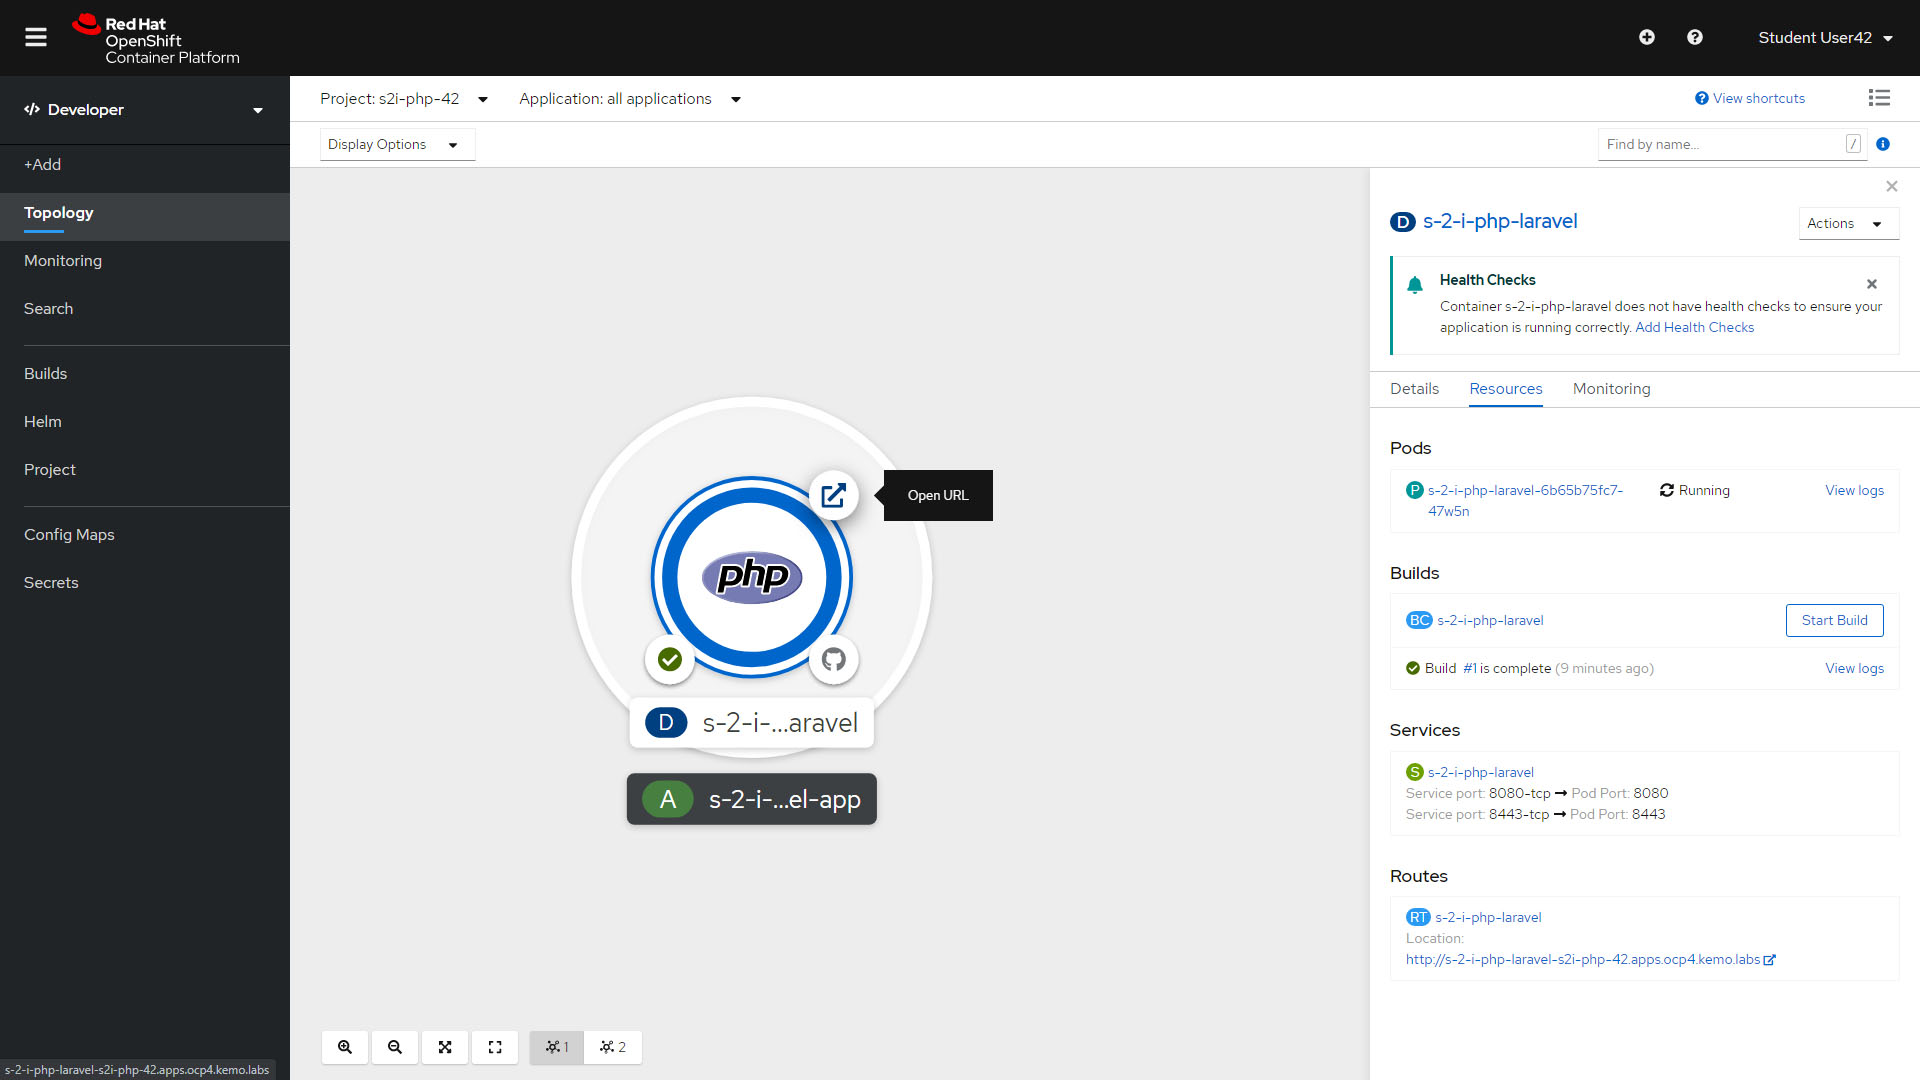 Red Hat
OpenShift
Container Platform
Student User42
Developer
+Add
Topology
Monitoring
Search
Builds
Helm
Project
Config Maps
Secrets
Project: s2i-php-42
Application: all applications
View shortcuts
Display Options
Find by name...
/
Open URL
php
D s-2-i-...aravel
A s-2-i-...el-app
1
2
D s-2-i-php-laravel
Actions
Health Checks
Container s-2-i-php-laravel does not have health checks to ensure your
application is running correctly. Add Health Checks
Details
Resources
Monitoring
Pods
P s-2-i-php-laravel-6b65b75fc7-
47w5n
Running
View logs
Builds
BC s-2-i-php-laravel
Start Build
Build #1 is complete (9 minutes ago)
View logs
Services
S s-2-i-php-laravel
Service port: 8080-tcp → Pod Port: 8080
Service port: 8443-tcp → Pod Port: 8443
Routes
RT s-2-i-php-laravel
Location:
http://s-2-i-php-laravel-s2i-php-42.apps.ocp4.kemo.labs
s-2-i-php-laravel-s2i-php-42.apps.ocp4.kemo.labs